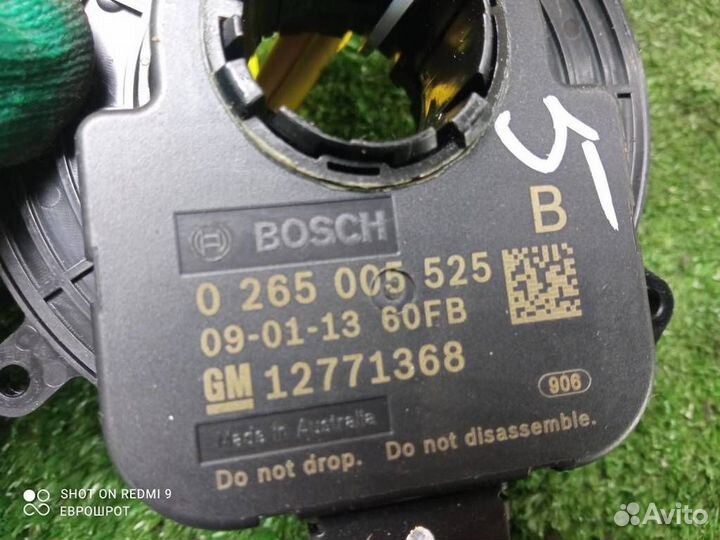 BOSCH
B
0 265 005 525
09-01-13 60FB
GM 12771368
906
Made in Australia
Do not drop. Do not disassemble.
SHOT ON REDMI 9
ЕВРОШРОТ
Avito